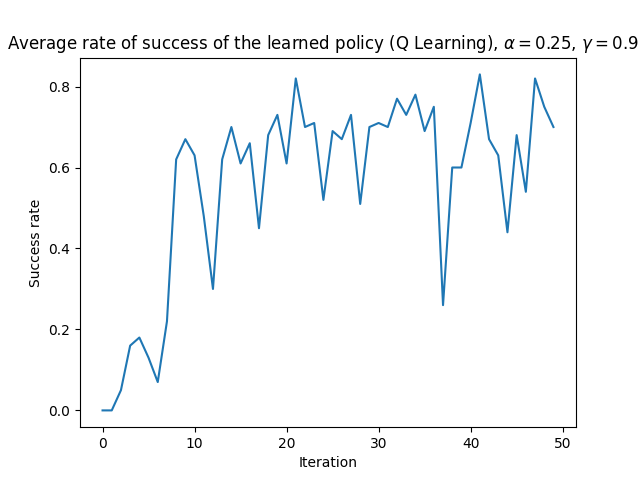 Average rate of success of the learned policy (Q Learning), α = 0.25, γ = 0.9
Success rate
0.8
0.6
0.4
0.2
0.0
0 10 20 30 40 50
Iteration